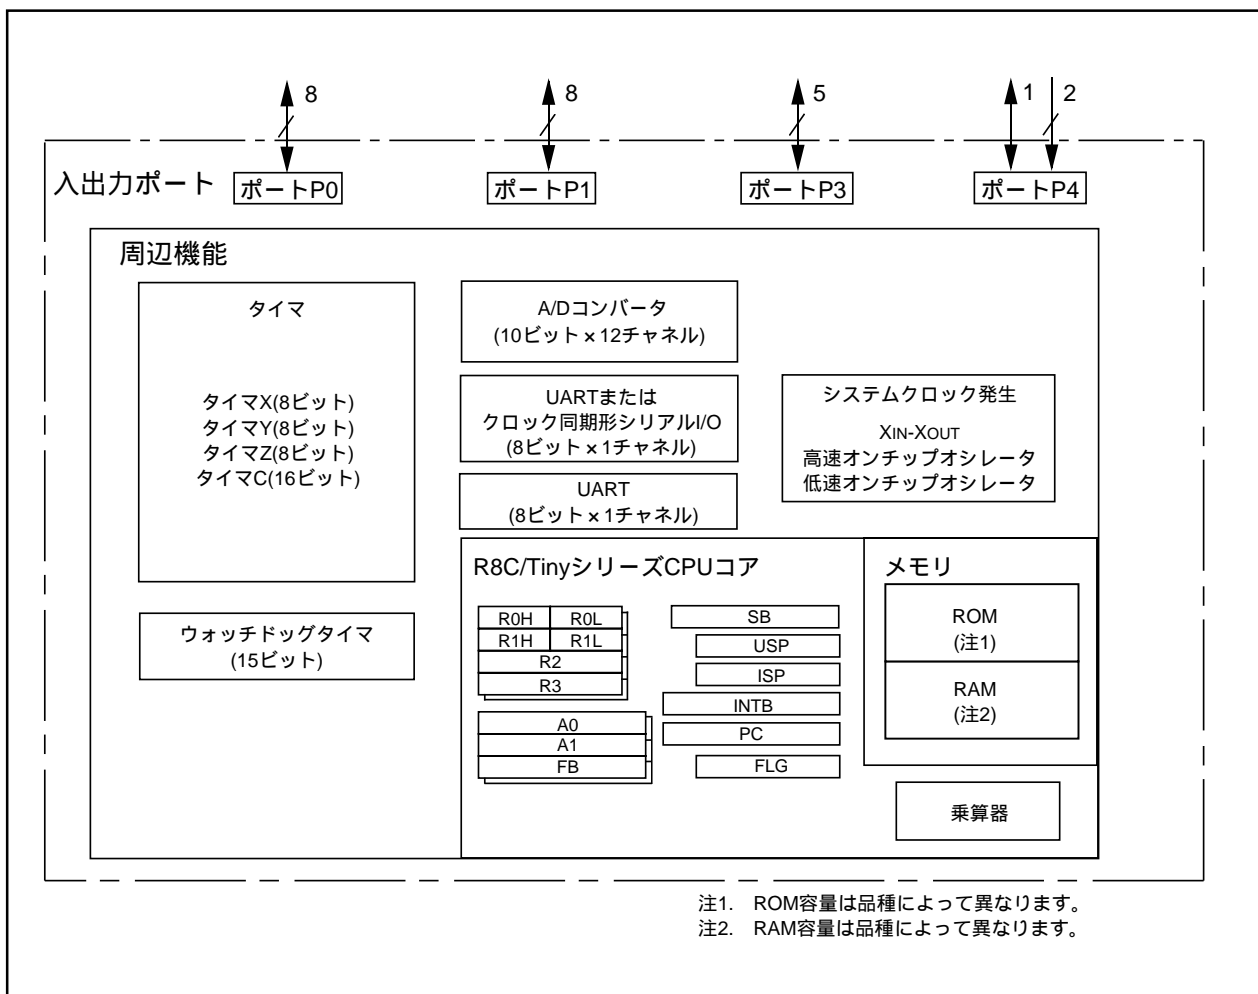 8
8
5
1
2
入出力ポート
ポートP0
ポートP1
ポートP3
ポートP4
周辺機能
タイマ
タイマX(8ビット)
タイマY(8ビット)
タイマZ(8ビット)
タイマC(16ビット)
ウォッチドッグタイマ
(15ビット)
A/Dコンバータ
(10ビット×12チャネル)
UARTまたは
クロック同期形シリアルI/O
(8ビット×1チャネル)
UART
(8ビット×1チャネル)
システムクロック発生
XIN-XOUT
高速オンチップオシレータ
低速オンチップオシレータ
R8C/TinyシリーズCPUコア
R0H R0L
R1H R1L
R2
R3
A0
A1
FB
SB
USP
ISP
INTB
PC
FLG
メモリ
ROM
(注1)
RAM
(注2)
乗算器
注1. ROM容量は品種によって異なります。
注2. RAM容量は品種によって異なります。